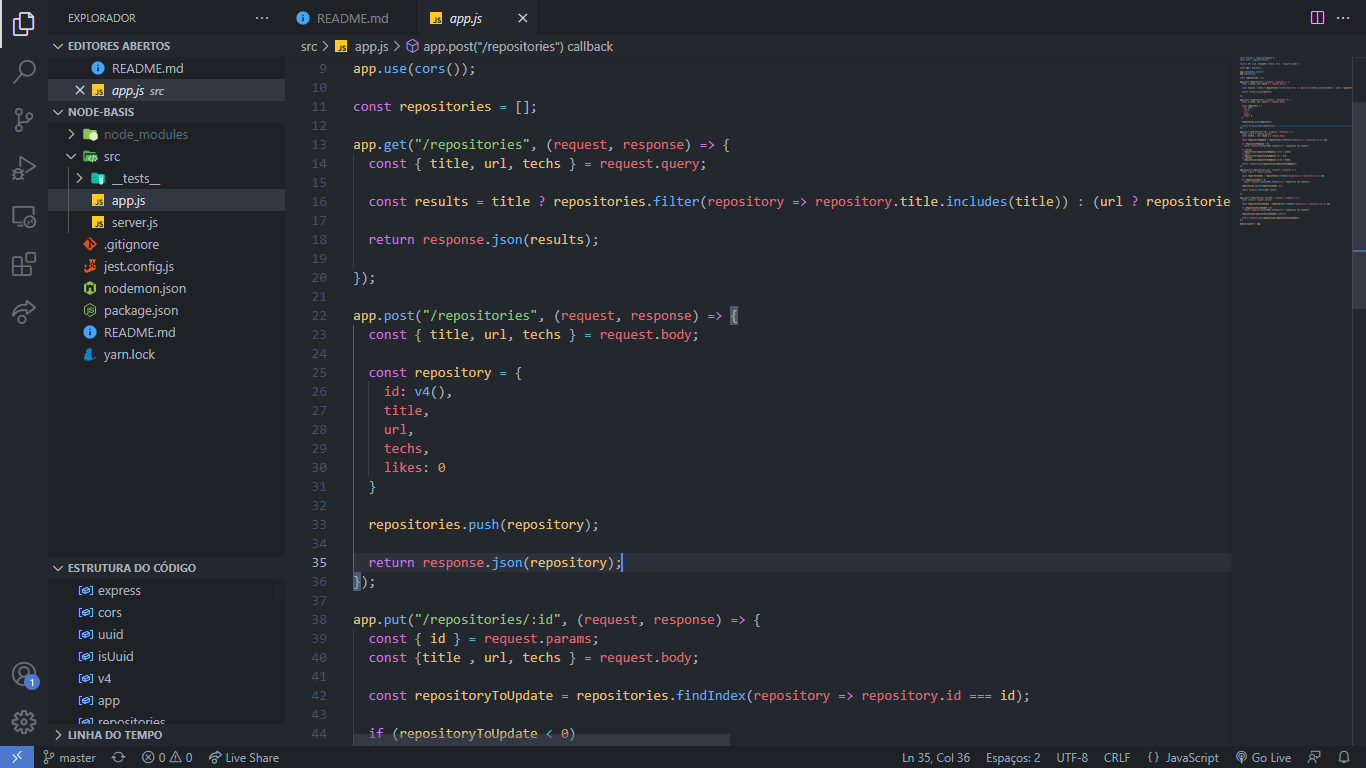 EXPLORADOR
EDITORES ABERTOS
README.md
app.js src
NODE-BASIS
node_modules
src
__tests__
app.js
server.js
.gitignore
jest.config.js
nodemon.json
package.json
README.md
yarn.lock
ESTRUTURA DO CÓDIGO
express
cors
uuid
isUuid
v4
app
repositories
LINHA DO TEMPO
README.md app.js
src > app.js > app.post("/repositories") callback
9 app.use(cors());
10
11 const repositories = [];
12
13 app.get("/repositories", (request, response) => {
14 const { title, url, techs } = request.query;
15
16 const results = title ? repositories.filter(repository => repository.title.includes(title)) : (url ? repositorie
17
18 return response.json(results);
19
20 });
21
22 app.post("/repositories", (request, response) => {
23 const { title, url, techs } = request.body;
24
25 const repository = {
26 id: v4(),
27 title,
28 url,
29 techs,
30 likes: 0
31 }
32
33 repositories.push(repository);
34
35 return response.json(repository);
36 });
37
38 app.put("/repositories/:id", (request, response) => {
39 const { id } = request.params;
40 const {title , url, techs } = request.body;
41
42 const repositoryToUpdate = repositories.findIndex(repository => repository.id === id);
43
44 if (repositoryToUpdate < 0)
1
master 0 0 Live Share Ln 35, Col 36 Espaços: 2 UTF-8 CRLF {} JavaScript Go Live